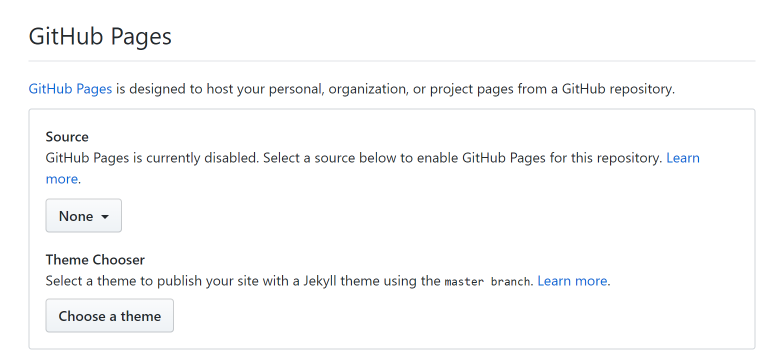 GitHub Pages
GitHub Pages is designed to host your personal, organization, or project pages from a GitHub repository.
Source
GitHub Pages is currently disabled. Select a source below to enable GitHub Pages for this repository. Learn
more.
None
Theme Chooser
Select a theme to publish your site with a Jekyll theme using the master branch. Learn more.
Choose a theme